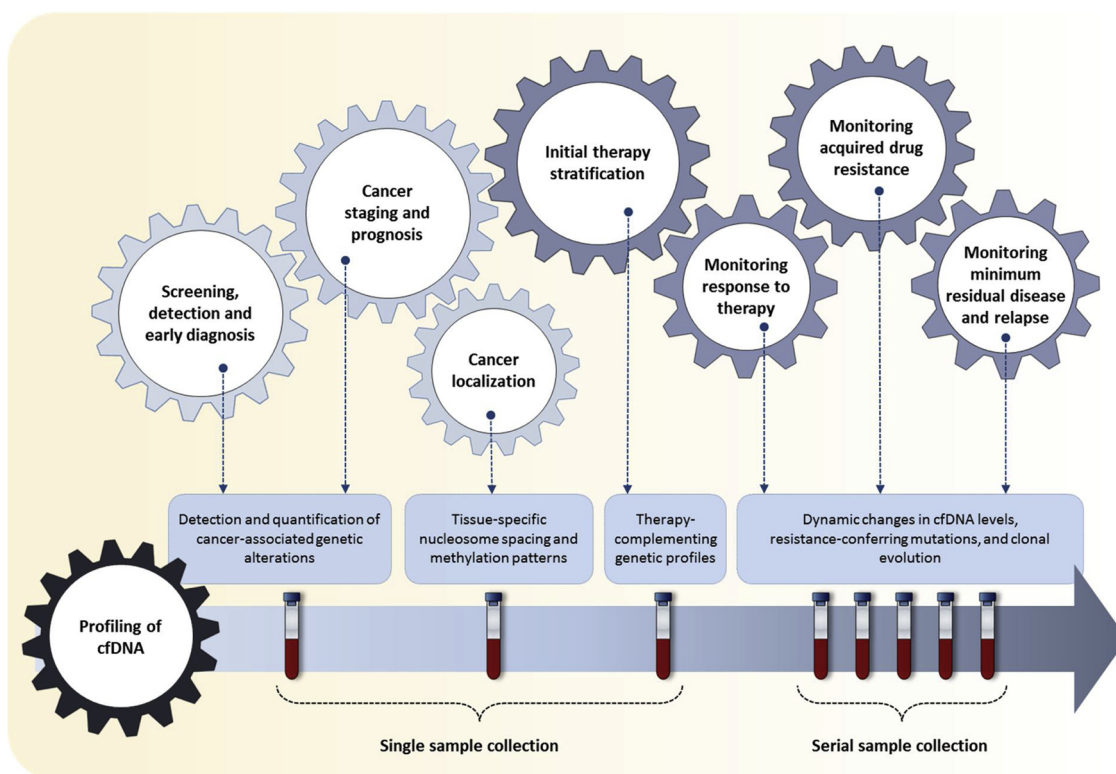 Screening,
detection and
early diagnosis
Cancer
staging and
prognosis
Cancer
localization
Initial therapy
stratification
Monitoring
response to
therapy
Monitoring
acquired drug
resistance
Monitoring
minimum
residual disease
and relapse
Detection and quantification of
cancer-associated genetic
alterations
Tissue-specific
nucleosome spacing and
methylation patterns
Therapy-
complementing
genetic profiles
Dynamic changes in cfDNA levels,
resistance-conferring mutations, and clonal
evolution
Profiling of
cfDNA
Single sample collection
Serial sample collection